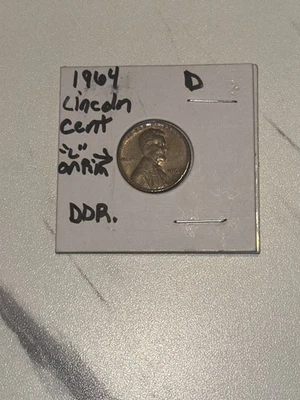 1964 D
Lincoln
Cent
"L" →
on Rim
DDR.